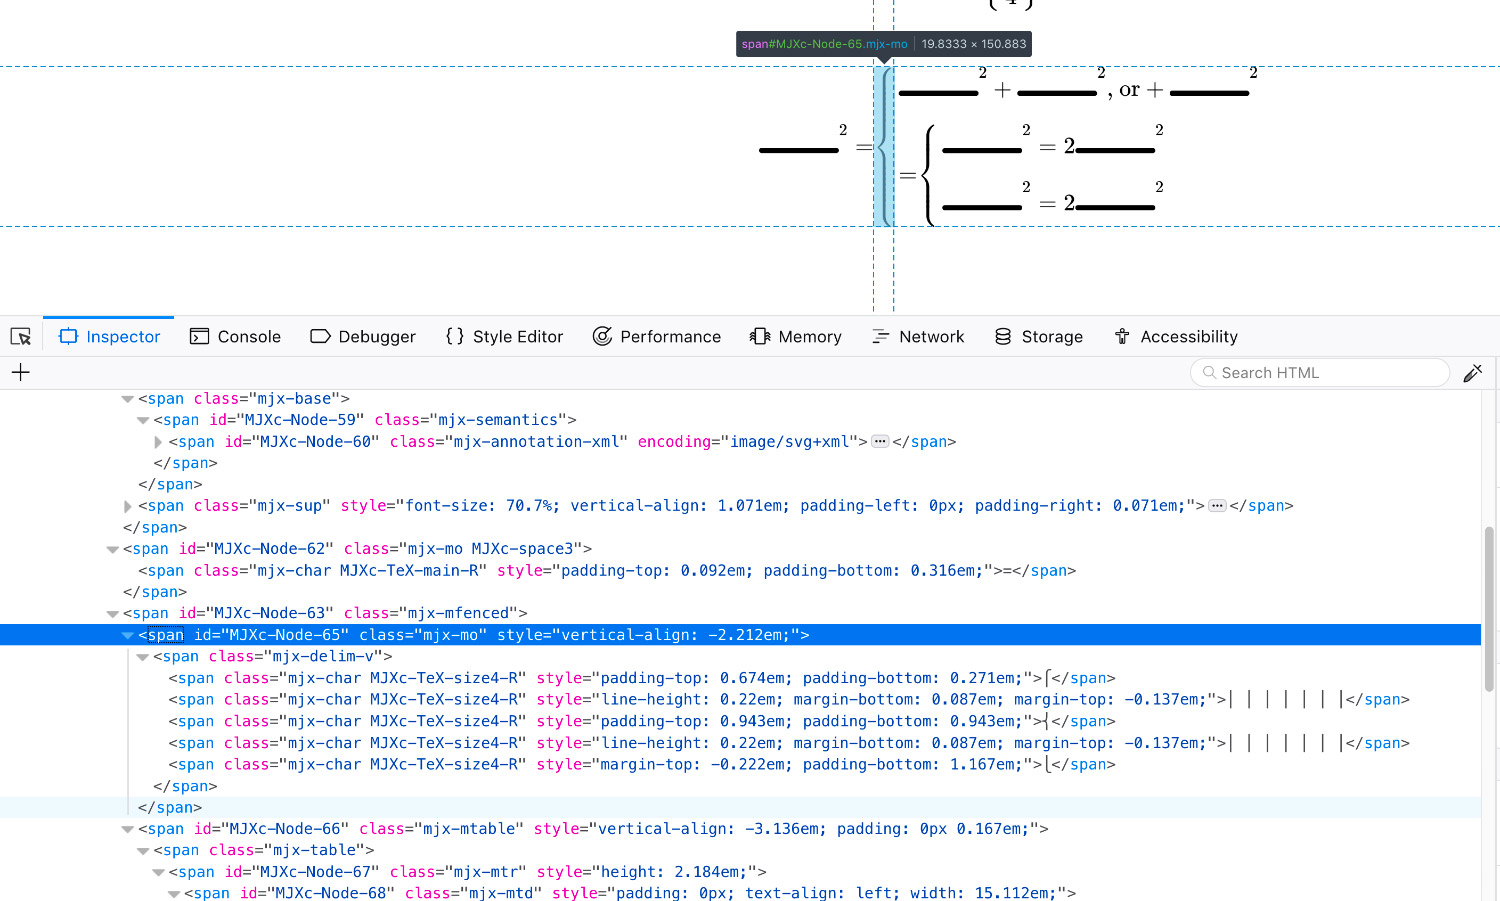 ( 4 )
span#MJXc-Node-65.mjx-mo | 19.8333 × 150.883
2 + 2 , or + 2
2 = { 2 = 2 2
= { 2 = 2 2
Inspector Console Debugger {} Style Editor Performance Memory Network Storage Accessibility
+ Search HTML
<span class="mjx-base">
<span id="MJXc-Node-59" class="mjx-semantics">
<span id="MJXc-Node-60" class="mjx-annotation-xml" encoding="image/svg+xml">⋯</span>
</span>
</span>
<span class="mjx-sup" style="font-size: 70.7%; vertical-align: 1.071em; padding-left: 0px; padding-right: 0.071em;">⋯</span>
</span>
<span id="MJXc-Node-62" class="mjx-mo MJXc-space3">
<span class="mjx-char MJXc-TeX-main-R" style="padding-top: 0.092em; padding-bottom: 0.316em;">=</span>
</span>
<span id="MJXc-Node-63" class="mjx-mfenced">
<span id="MJXc-Node-65" class="mjx-mo" style="vertical-align: -2.212em;">
<span class="mjx-delim-v">
<span class="mjx-char MJXc-TeX-size4-R" style="padding-top: 0.674em; padding-bottom: 0.271em;">⎧</span>
<span class="mjx-char MJXc-TeX-size4-R" style="line-height: 0.22em; margin-bottom: 0.087em; margin-top: -0.137em;">⎪ ⎪ ⎪ ⎪ ⎪ ⎪ ⎪</span>
<span class="mjx-char MJXc-TeX-size4-R" style="padding-top: 0.943em; padding-bottom: 0.943em;">⎨</span>
<span class="mjx-char MJXc-TeX-size4-R" style="line-height: 0.22em; margin-bottom: 0.087em; margin-top: -0.137em;">⎪ ⎪ ⎪ ⎪ ⎪ ⎪ ⎪</span>
<span class="mjx-char MJXc-TeX-size4-R" style="margin-top: -0.222em; padding-bottom: 1.167em;">⎩</span>
</span>
</span>
<span id="MJXc-Node-66" class="mjx-mtable" style="vertical-align: -3.136em; padding: 0px 0.167em;">
<span class="mjx-table">
<span id="MJXc-Node-67" class="mjx-mtr" style="height: 2.184em;">
<span id="MJXc-Node-68" class="mjx-mtd" style="padding: 0px; text-align: left; width: 15.112em;">